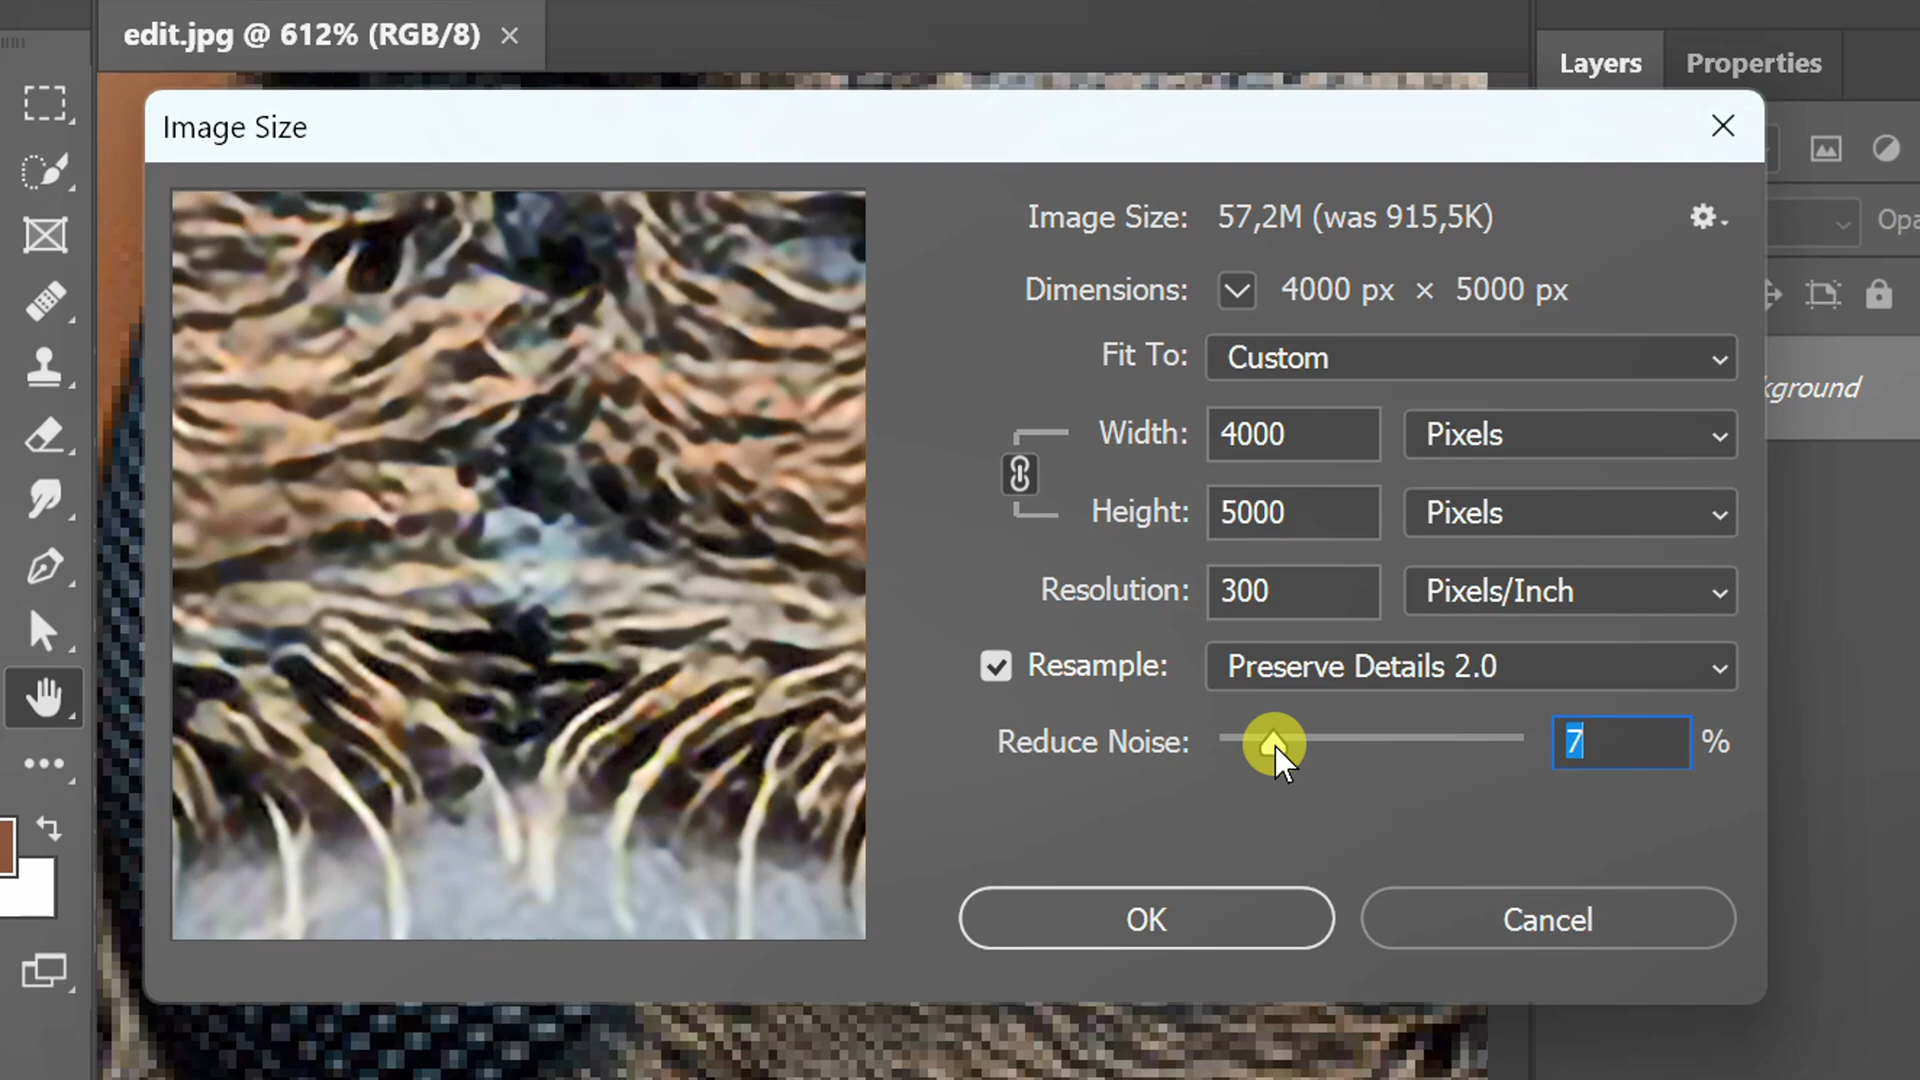 edit.jpg @ 612% (RGB/8)
Layers
Properties
Image Size
Image Size: 57,2M (was 915,5K)
Dimensions: 4000 px × 5000 px
Opa
Fit To: Custom
kground
Width: 4000 Pixels
Height: 5000 Pixels
Resolution: 300 Pixels/Inch
Resample: Preserve Details 2.0
Reduce Noise: 7 %
OK
Cancel